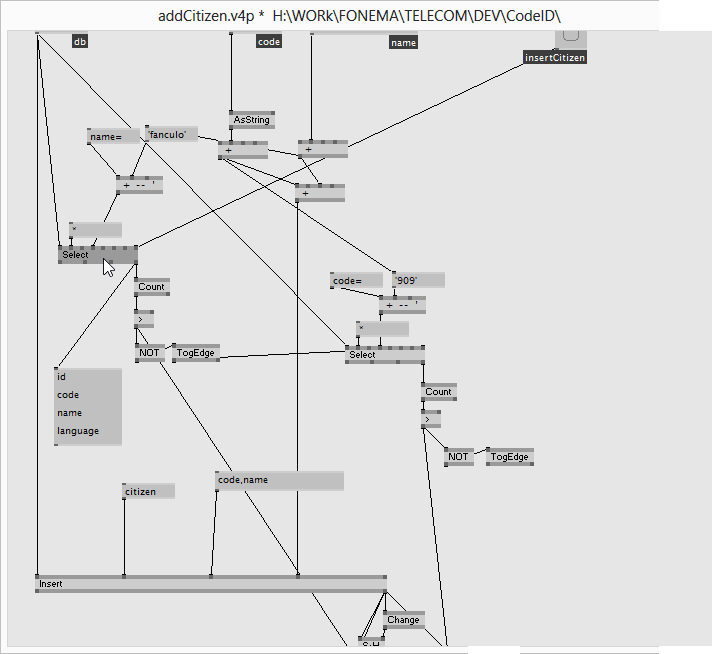 addCitizen.v4p * H:\WORk\FONEMA\TELECOM\DEV\CodeID\
db
code
name
insertCitizen
AsString
name=
'fanculo'
+
+
+ -- '
+
*
Select
code=
'909'
Count
+ -- '
>
*
NOT
TogEdge
Select
id
code
name
language
Count
>
NOT
TogEdge
citizen
code,name
Insert
Change
S+H